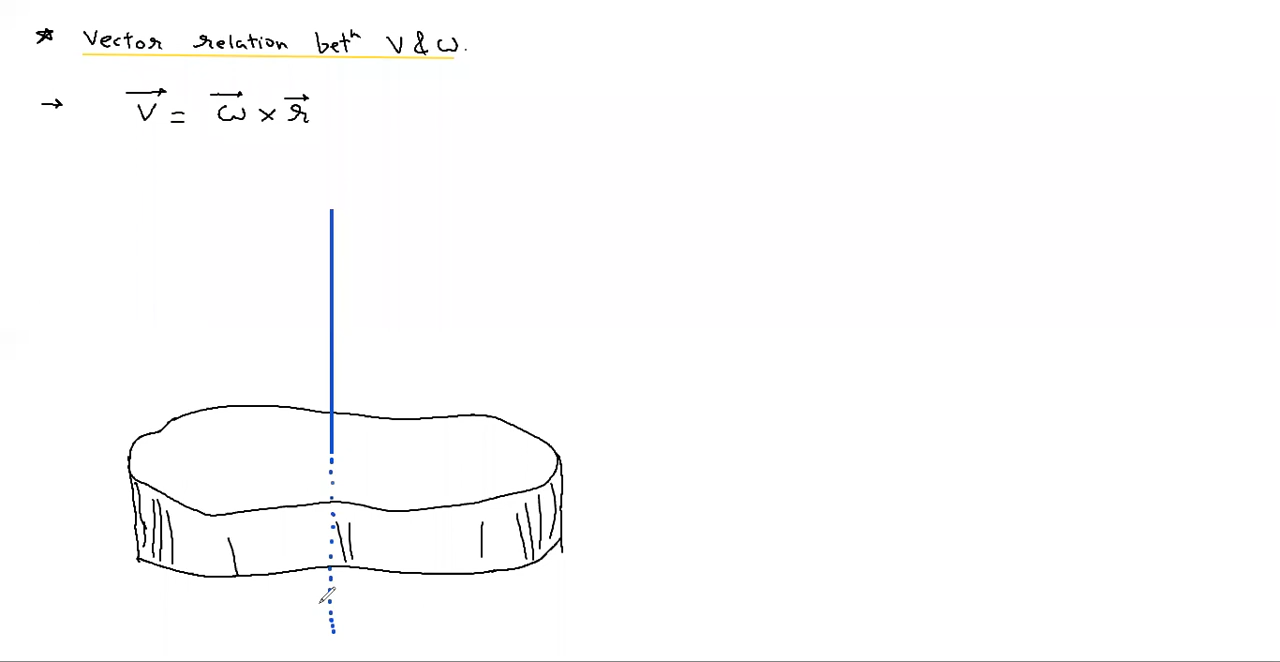 * Vector relation betⁿ V & ω.
→ V⃗ = ω⃗ × r⃗